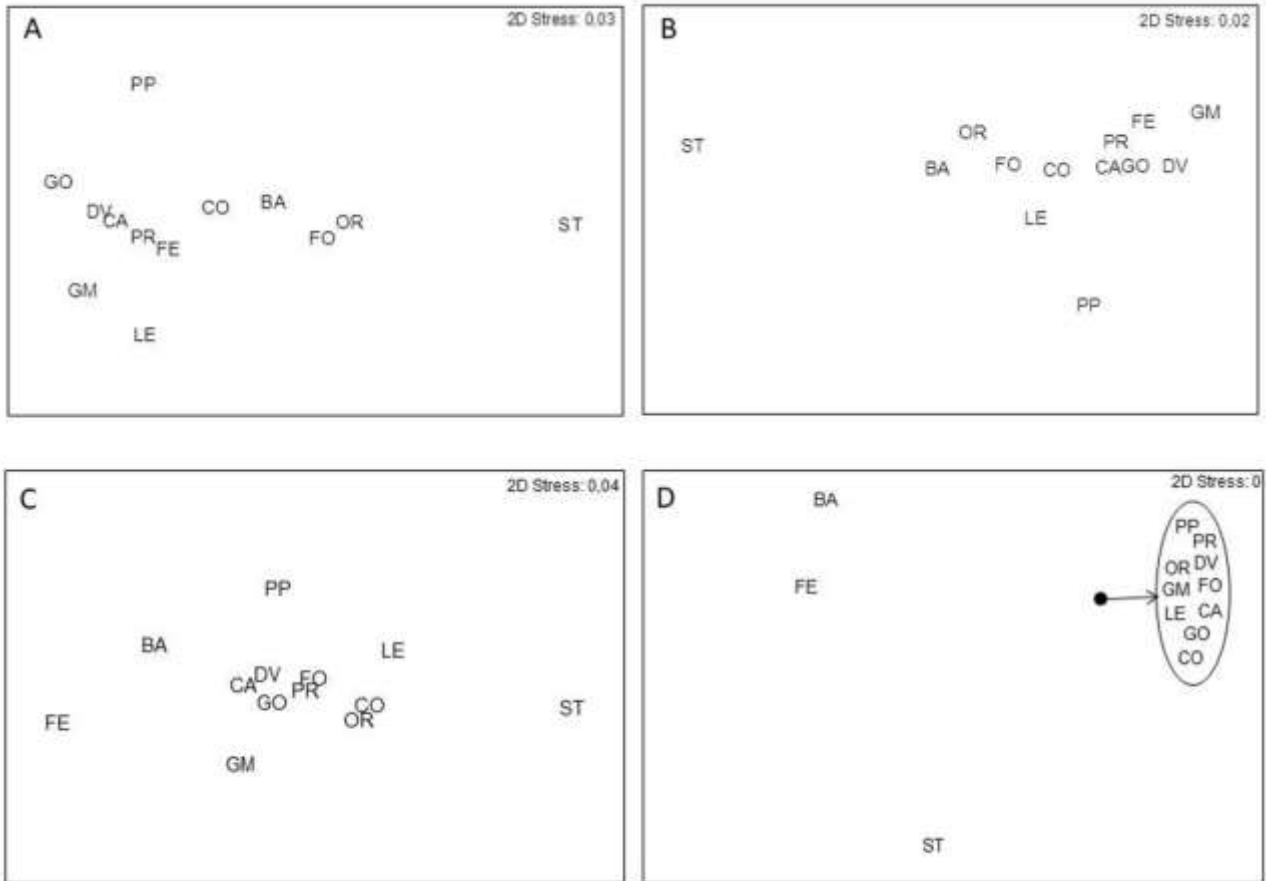 A
2D Stress: 0,03
PP
GO
DV
CA
CO
BA
PR
FE
FO
OR
ST
GM
LE
B
2D Stress: 0,02
ST
OR
BA
FO
CO
PR
FE
GM
CA
GO
DV
LE
PP
C
2D Stress: 0,04
PP
BA
LE
CA
DV
GO
FO
PR
CO
OR
FE
ST
GM
D
2D Stress: 0
BA
FE
PP
PR
OR
DV
GM
FO
LE
CA
GO
CO
ST